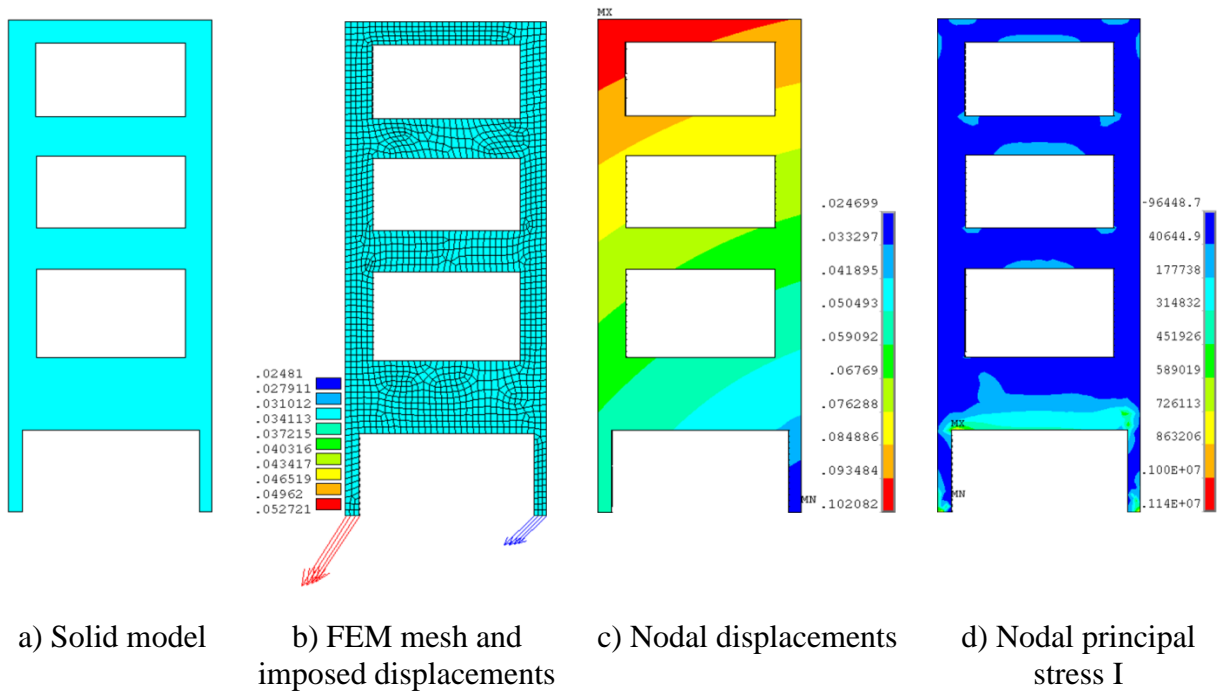 MX
.02481
.027911
.031012
.034113
.037215
.040316
.043417
.046519
.04962
.052721
.024699
.033297
.041895
.050493
.059092
.06769
.076288
.084886
.093484
.102082
MN
-96448.7
40644.9
177738
314832
451926
589019
726113
863206
.100E+07
.114E+07
MX
MN
a) Solid model
b) FEM mesh and
imposed displacements
c) Nodal displacements
d) Nodal principal
stress I